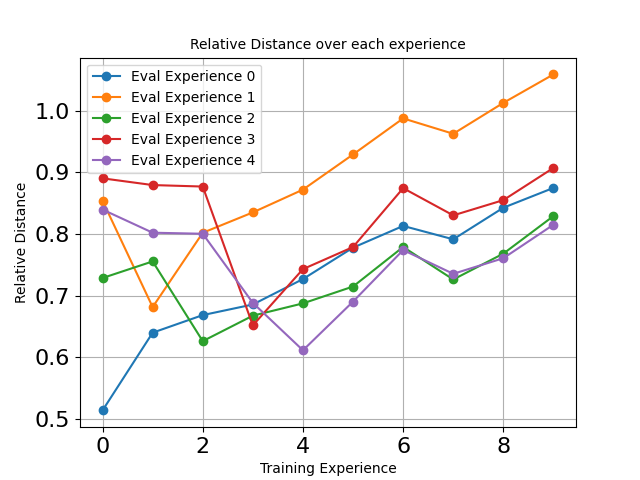 Relative Distance over each experience
Eval Experience 0
Eval Experience 1
Eval Experience 2
Eval Experience 3
Eval Experience 4
1.0
0.9
0.8
0.7
0.6
0.5
Relative Distance
0 2 4 6 8
Training Experience